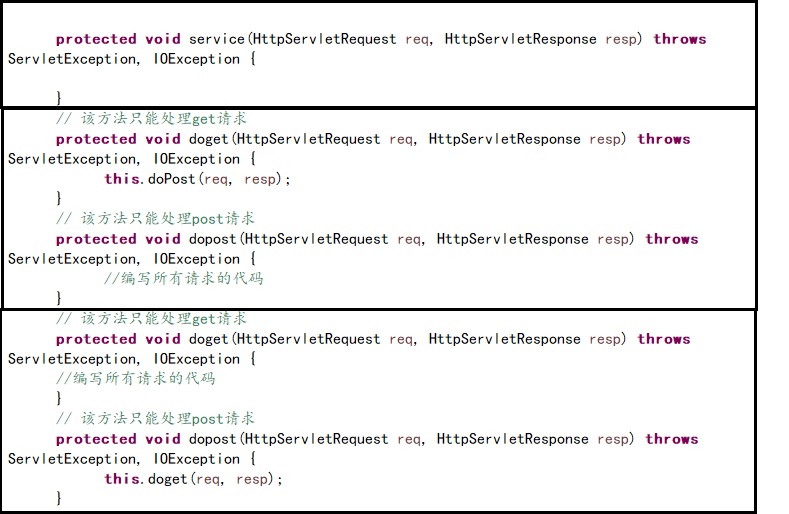 protected void service(HttpServletRequest req, HttpServletResponse resp) throws
ServletException, IOException {
}
// 该方法只能处理get请求
protected void doget(HttpServletRequest req, HttpServletResponse resp) throws
ServletException, IOException {
this.doPost(req, resp);
}
// 该方法只能处理post请求
protected void dopost(HttpServletRequest req, HttpServletResponse resp) throws
ServletException, IOException {
//编写所有请求的代码
}
// 该方法只能处理get请求
protected void doget(HttpServletRequest req, HttpServletResponse resp) throws
ServletException, IOException {
//编写所有请求的代码
}
// 该方法只能处理post请求
protected void dopost(HttpServletRequest req, HttpServletResponse resp) throws
ServletException, IOException {
this.doget(req, resp);
}